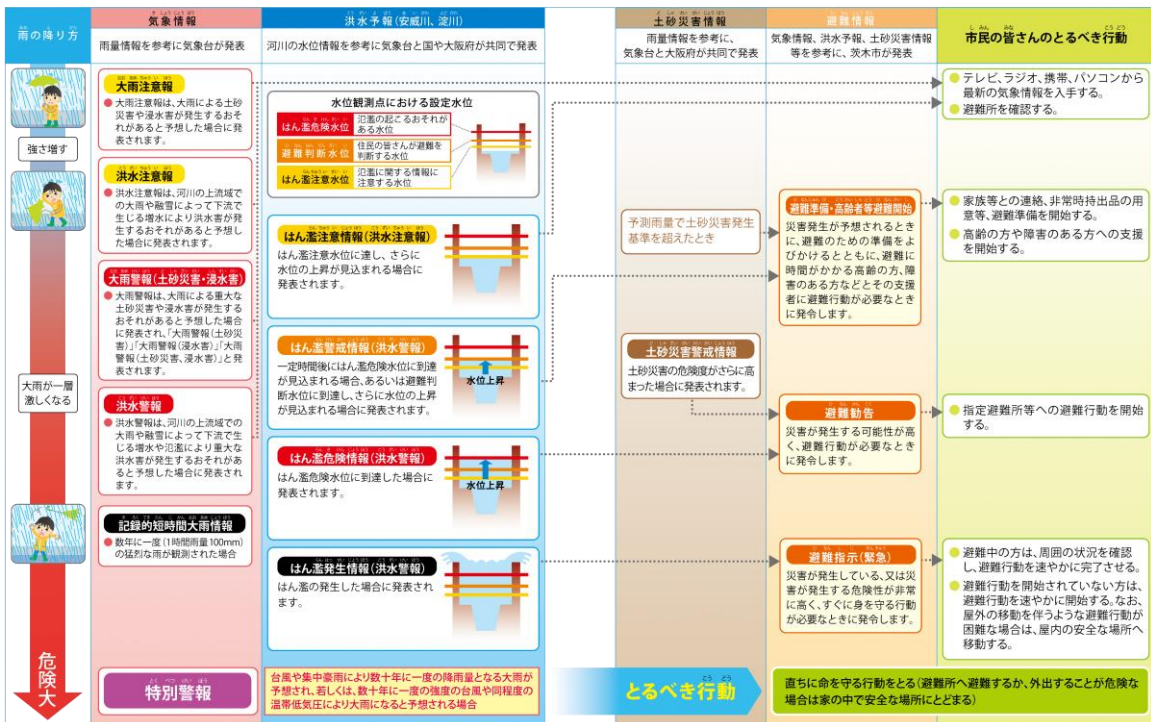 雨の降り方
強さ増す
大雨が一層
激しくなる
危険大
気象情報
雨量情報を参考に気象台が発表
大雨注意報
●大雨注意報は、大雨による土砂
災害や浸水害が発生するおそ
れがあると予想した場合に発
表されます。
洪水注意報
●洪水注意報は、河川の上流域で
の大雨や融雪によって下流で
生じる増水により洪水害が発
生するおそれがあると予想し
た場合に発表されます。
大雨警報(土砂災害・浸水害)
●大雨警報は、大雨による重大な
土砂災害や浸水害が発生する
おそれがあると予想した場合
に発表され、「大雨警報(土砂災
害)」「大雨警報(浸水害)」「大雨
警報(土砂災害、浸水害)」と発
表されます。
洪水警報
●洪水警報は、河川の上流域での
大雨や融雪によって下流で生
じる増水や氾濫により重大な
洪水害が発生するおそれがあ
ると予想した場合に発表され
ます。
記録的短時間大雨情報
●数年に一度(1時間雨量100mm)
の猛烈な雨が観測された場合
特別警報
洪水予報(安威川、淀川)
河川の水位情報を参考に気象台と国や大阪府が共同で発表
水位観測点における設定水位
はん濫危険水位
氾濫の起こるおそれが
ある水位
避難判断水位
住民の皆さんが避難を
判断する水位
はん濫注意水位
氾濫に関する情報に
注意する水位
はん濫注意情報(洪水注意報)
はん濫注意水位に達し、さらに
水位の上昇が見込まれる場合に
発表されます。
はん濫警戒情報(洪水警報)
一定時間後にはん濫危険水位に到達
が見込まれる場合、あるいは避難判
断水位に到達し、さらに水位の上昇
が見込まれる場合に発表されます。
水位上昇
はん濫危険情報(洪水警報)
はん濫危険水位に到達した場合に
発表されます。
水位上昇
はん濫発生情報(洪水警報)
はん濫の発生した場合に発表されま
す。
台風や集中豪雨により数十年に一度の降雨量となる大雨が
予想され、若しくは、数十年に一度の強度の台風や同程度の
温帯低気圧により大雨になると予想される場合
土砂災害情報
雨量情報を参考に、
気象台と大阪府が共同で発表
予測雨量で土砂災害発生
基準を超えたとき
土砂災害警戒情報
土砂災害の危険度がさらに高
まった場合に発表されます。
避難情報
気象情報、洪水予報、土砂災害情報
等を参考に、茨木市が発表
避難準備・高齢者等避難開始
災害発生が予想されるとき
に、避難のための準備をよ
びかけるとともに、避難に
時間がかかる高齢の方、障
害のある方などとその支援
者に避難行動が必要なとき
に発令します。
避難勧告
災害が発生する可能性が高
く、避難行動が必要なとき
に発令します。
避難指示(緊急)
災害が発生している、又は災
害が発生する危険性が非常
に高く、すぐに身を守る行動
が必要なときに発令します。
市民の皆さんのとるべき行動
●テレビ、ラジオ、携帯、パソコンから
最新の気象情報を入手する。
●避難所を確認する。
●家族等との連絡、非常時持出品の用
意等、避難準備を開始する。
●高齢の方や障害のある方への支援
を開始する。
●指定避難所等への避難行動を開始
する。
●避難中の方は、周囲の状況を確認
し、避難行動を速やかに完了させる。
●避難行動を開始されていない方は、
避難行動を速やかに開始する。なお、
屋外の移動を伴うような避難行動が
困難な場合は、屋内の安全な場所へ
移動する。
とるべき行動
直ちに命を守る行動をとる(避難所へ避難するか、外出することが危険な
場合は家の中で安全な場所にとどまる)